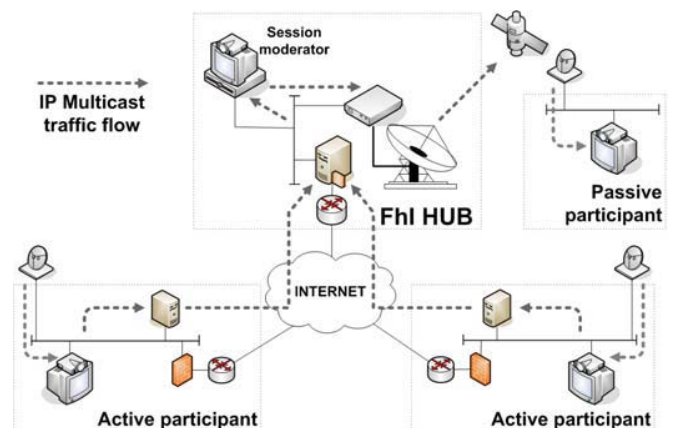 Session
moderator
IP Multicast
traffic flow
Passive
participant
FhI HUB
INTERNET
Active participant
Active participant